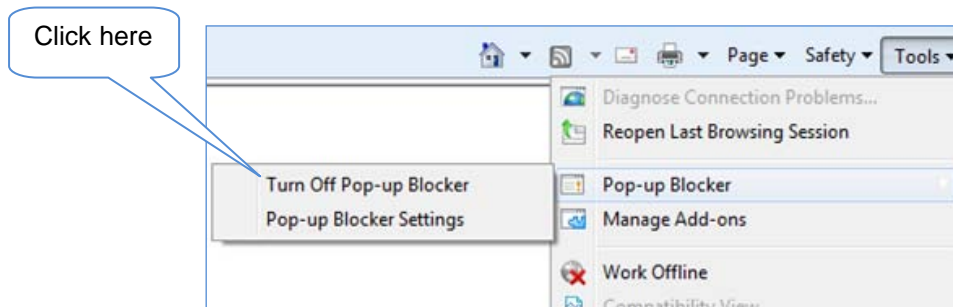 Click here
Page Safety Tools
Diagnose Connection Problems...
Reopen Last Browsing Session
Turn Off Pop-up Blocker
Pop-up Blocker
Pop-up Blocker Settings
Manage Add-ons
Work Offline
Compatibility View